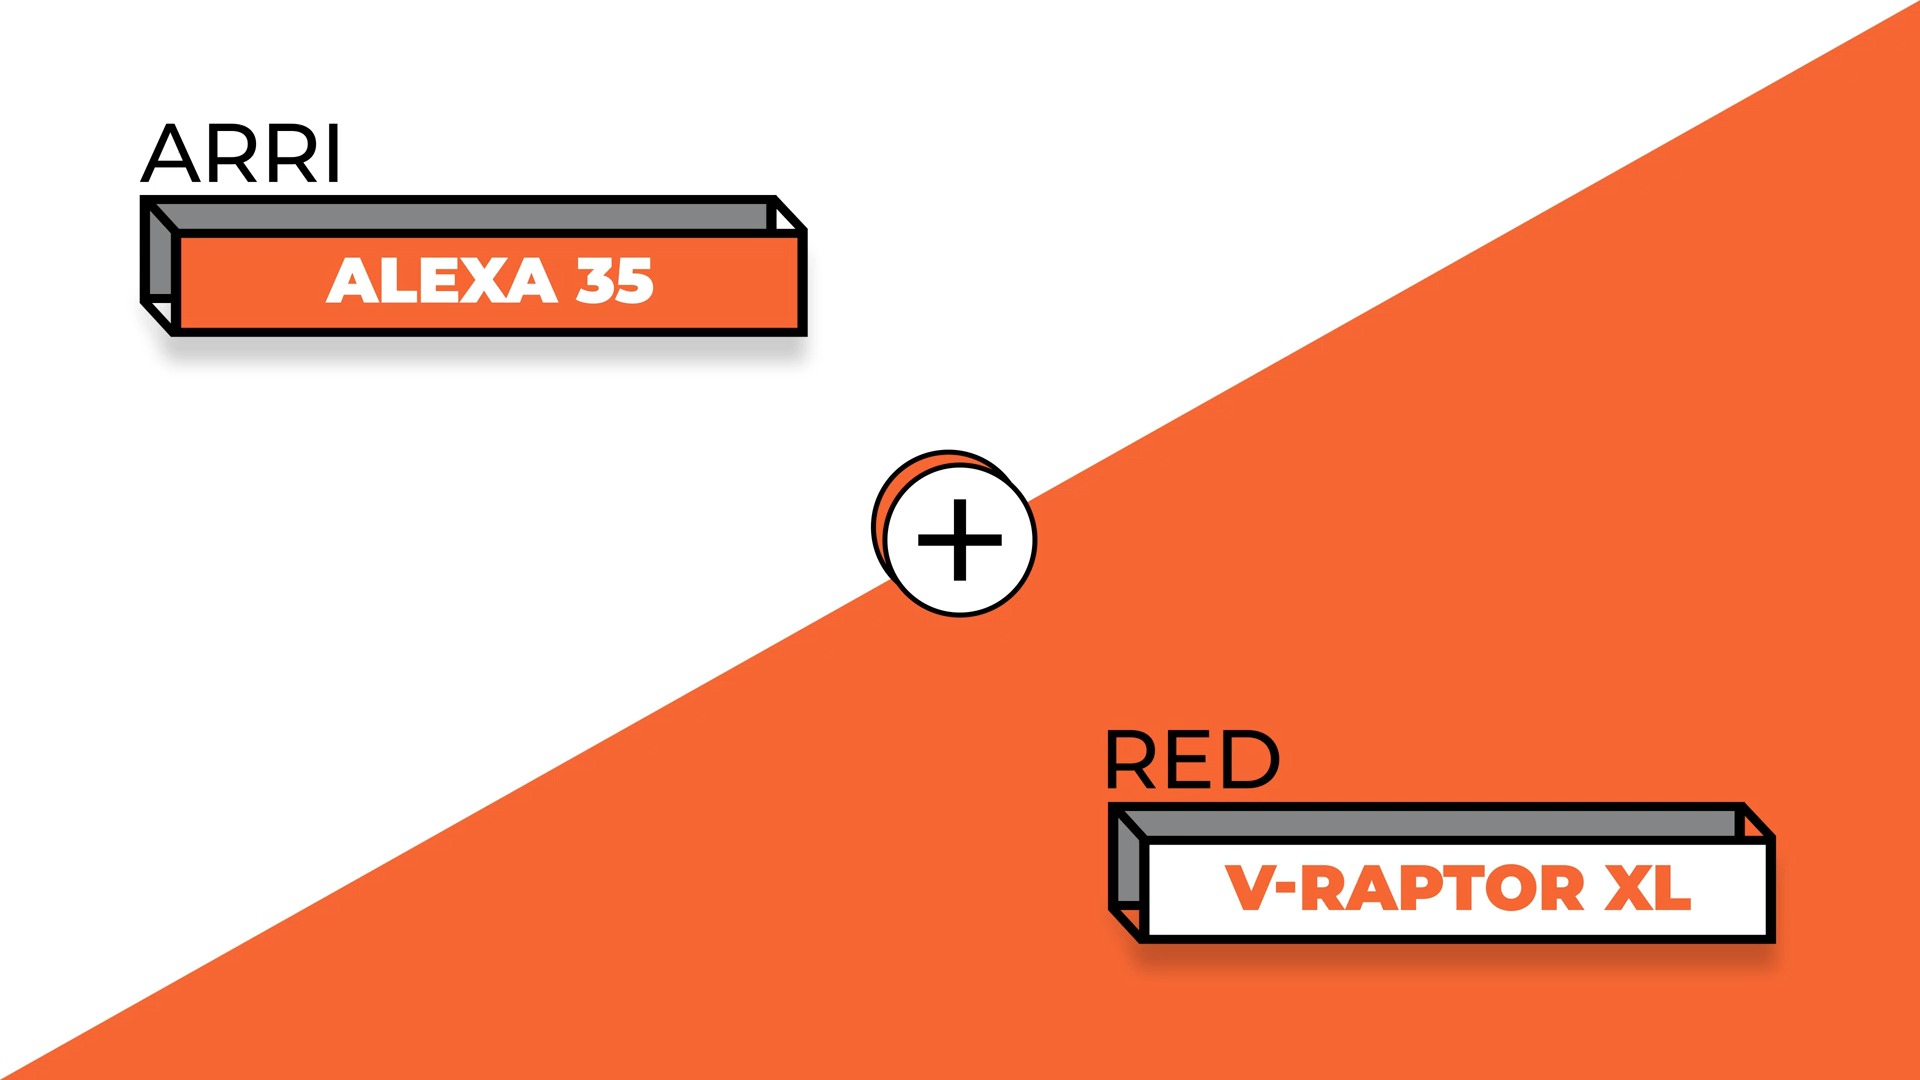 ARRI
ALEXA 35
+
RED
V-RAPTOR XL